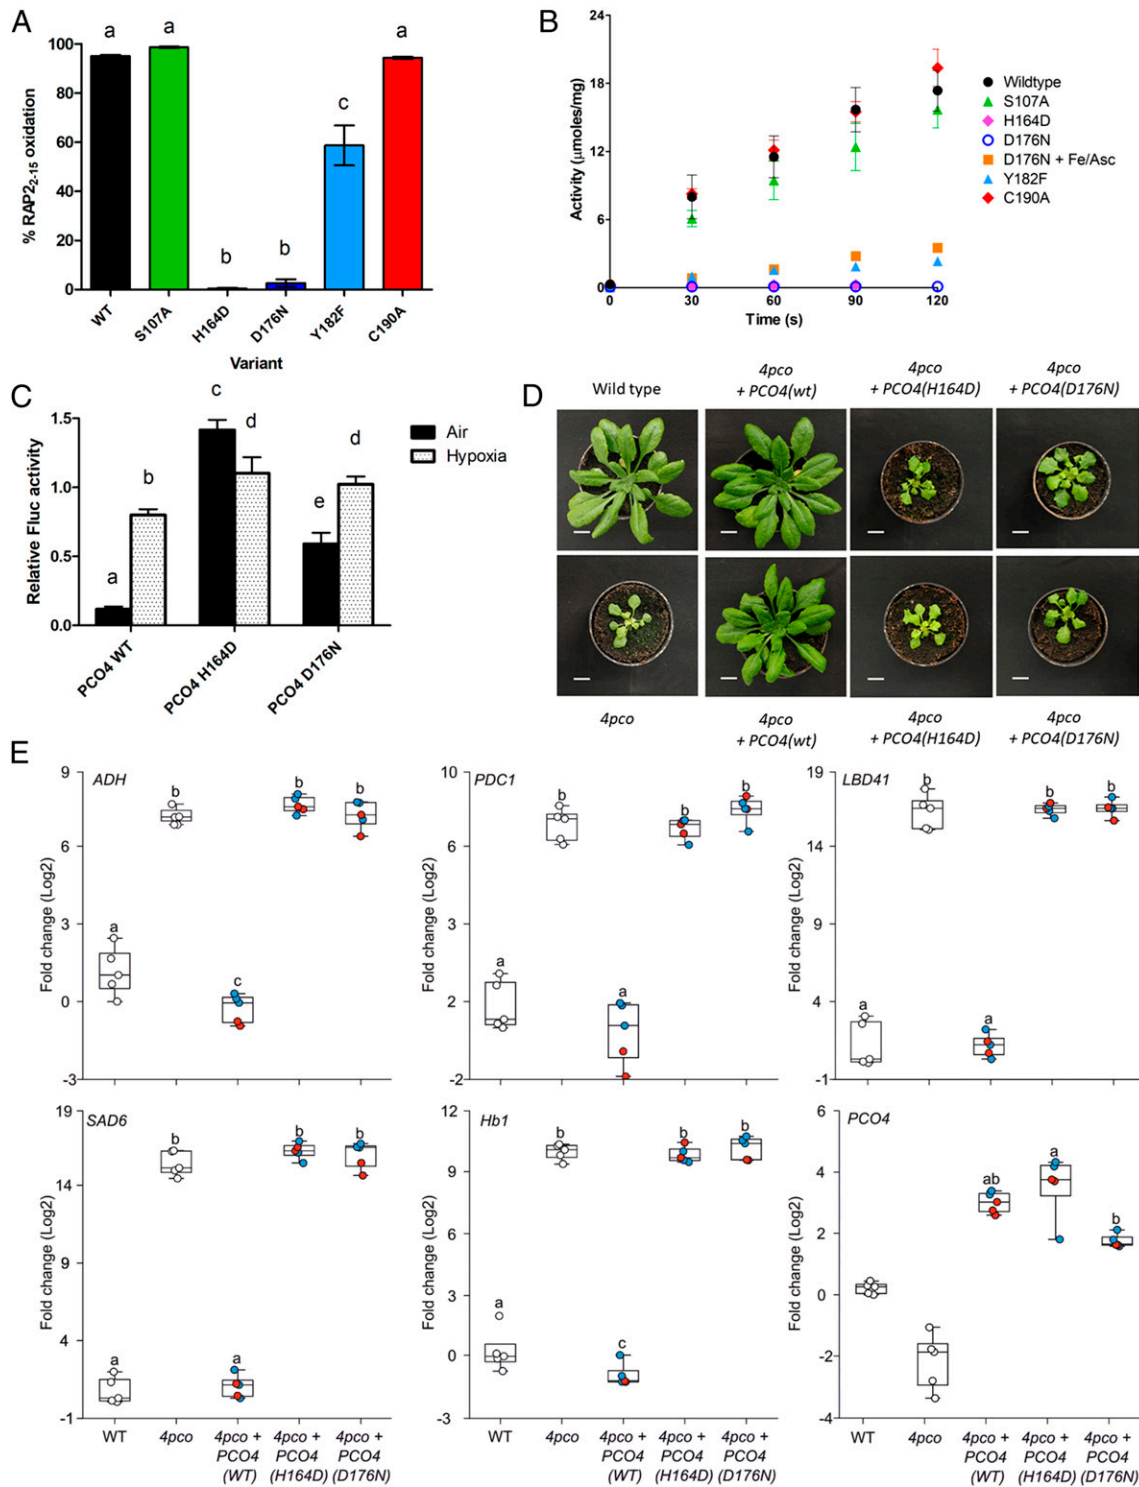 A
% RAP2₂₋₁₅ oxidation
100
80
60
40
20
0
a
a
b
b
c
a
WT
S107A
H164D
D176N
Y182F
C190A
Variant
B
Activity (µmoles/mg)
24
18
12
6
0
0
30
60
90
120
Time (s)
Wildtype
S107A
H164D
D176N
D176N + Fe/Asc
Y182F
C190A
C
Relative Fluc activity
1.5
1.0
0.5
0.0
a
b
c
d
e
d
Air
Hypoxia
PCO4 WT
PCO4 H164D
PCO4 D176N
D
Wild type
4pco
+ PCO4(wt)
4pco
+ PCO4(H164D)
4pco
+ PCO4(D176N)
4pco
4pco
+ PCO4(wt)
4pco
+ PCO4(H164D)
4pco
+ PCO4(D176N)
E
ADH
Fold change (Log2)
9
6
3
0
-3
a
b
c
b
b
PDC1
Fold change (Log2)
10
6
3
2
-2
a
b
a
b
b
LBD41
Fold change (Log2)
19
14
9
4
-1
a
b
a
b
b
SAD6
Fold change (Log2)
19
14
9
4
-1
a
b
a
b
b
WT
4pco
4pco +
PCO4
(WT)
4pco +
PCO4
(H164D)
4pco +
PCO4
(D176N)
Hb1
Fold change (Log2)
12
9
3
0
-3
a
b
c
b
b
WT
4pco
4pco +
PCO4
(WT)
4pco +
PCO4
(H164D)
4pco +
PCO4
(D176N)
PCO4
Fold change (Log2)
6
4
2
0
-2
-4
ab
a
b
WT
4pco
4pco +
PCO4
(WT)
4pco +
PCO4
(H164D)
4pco +
PCO4
(D176N)